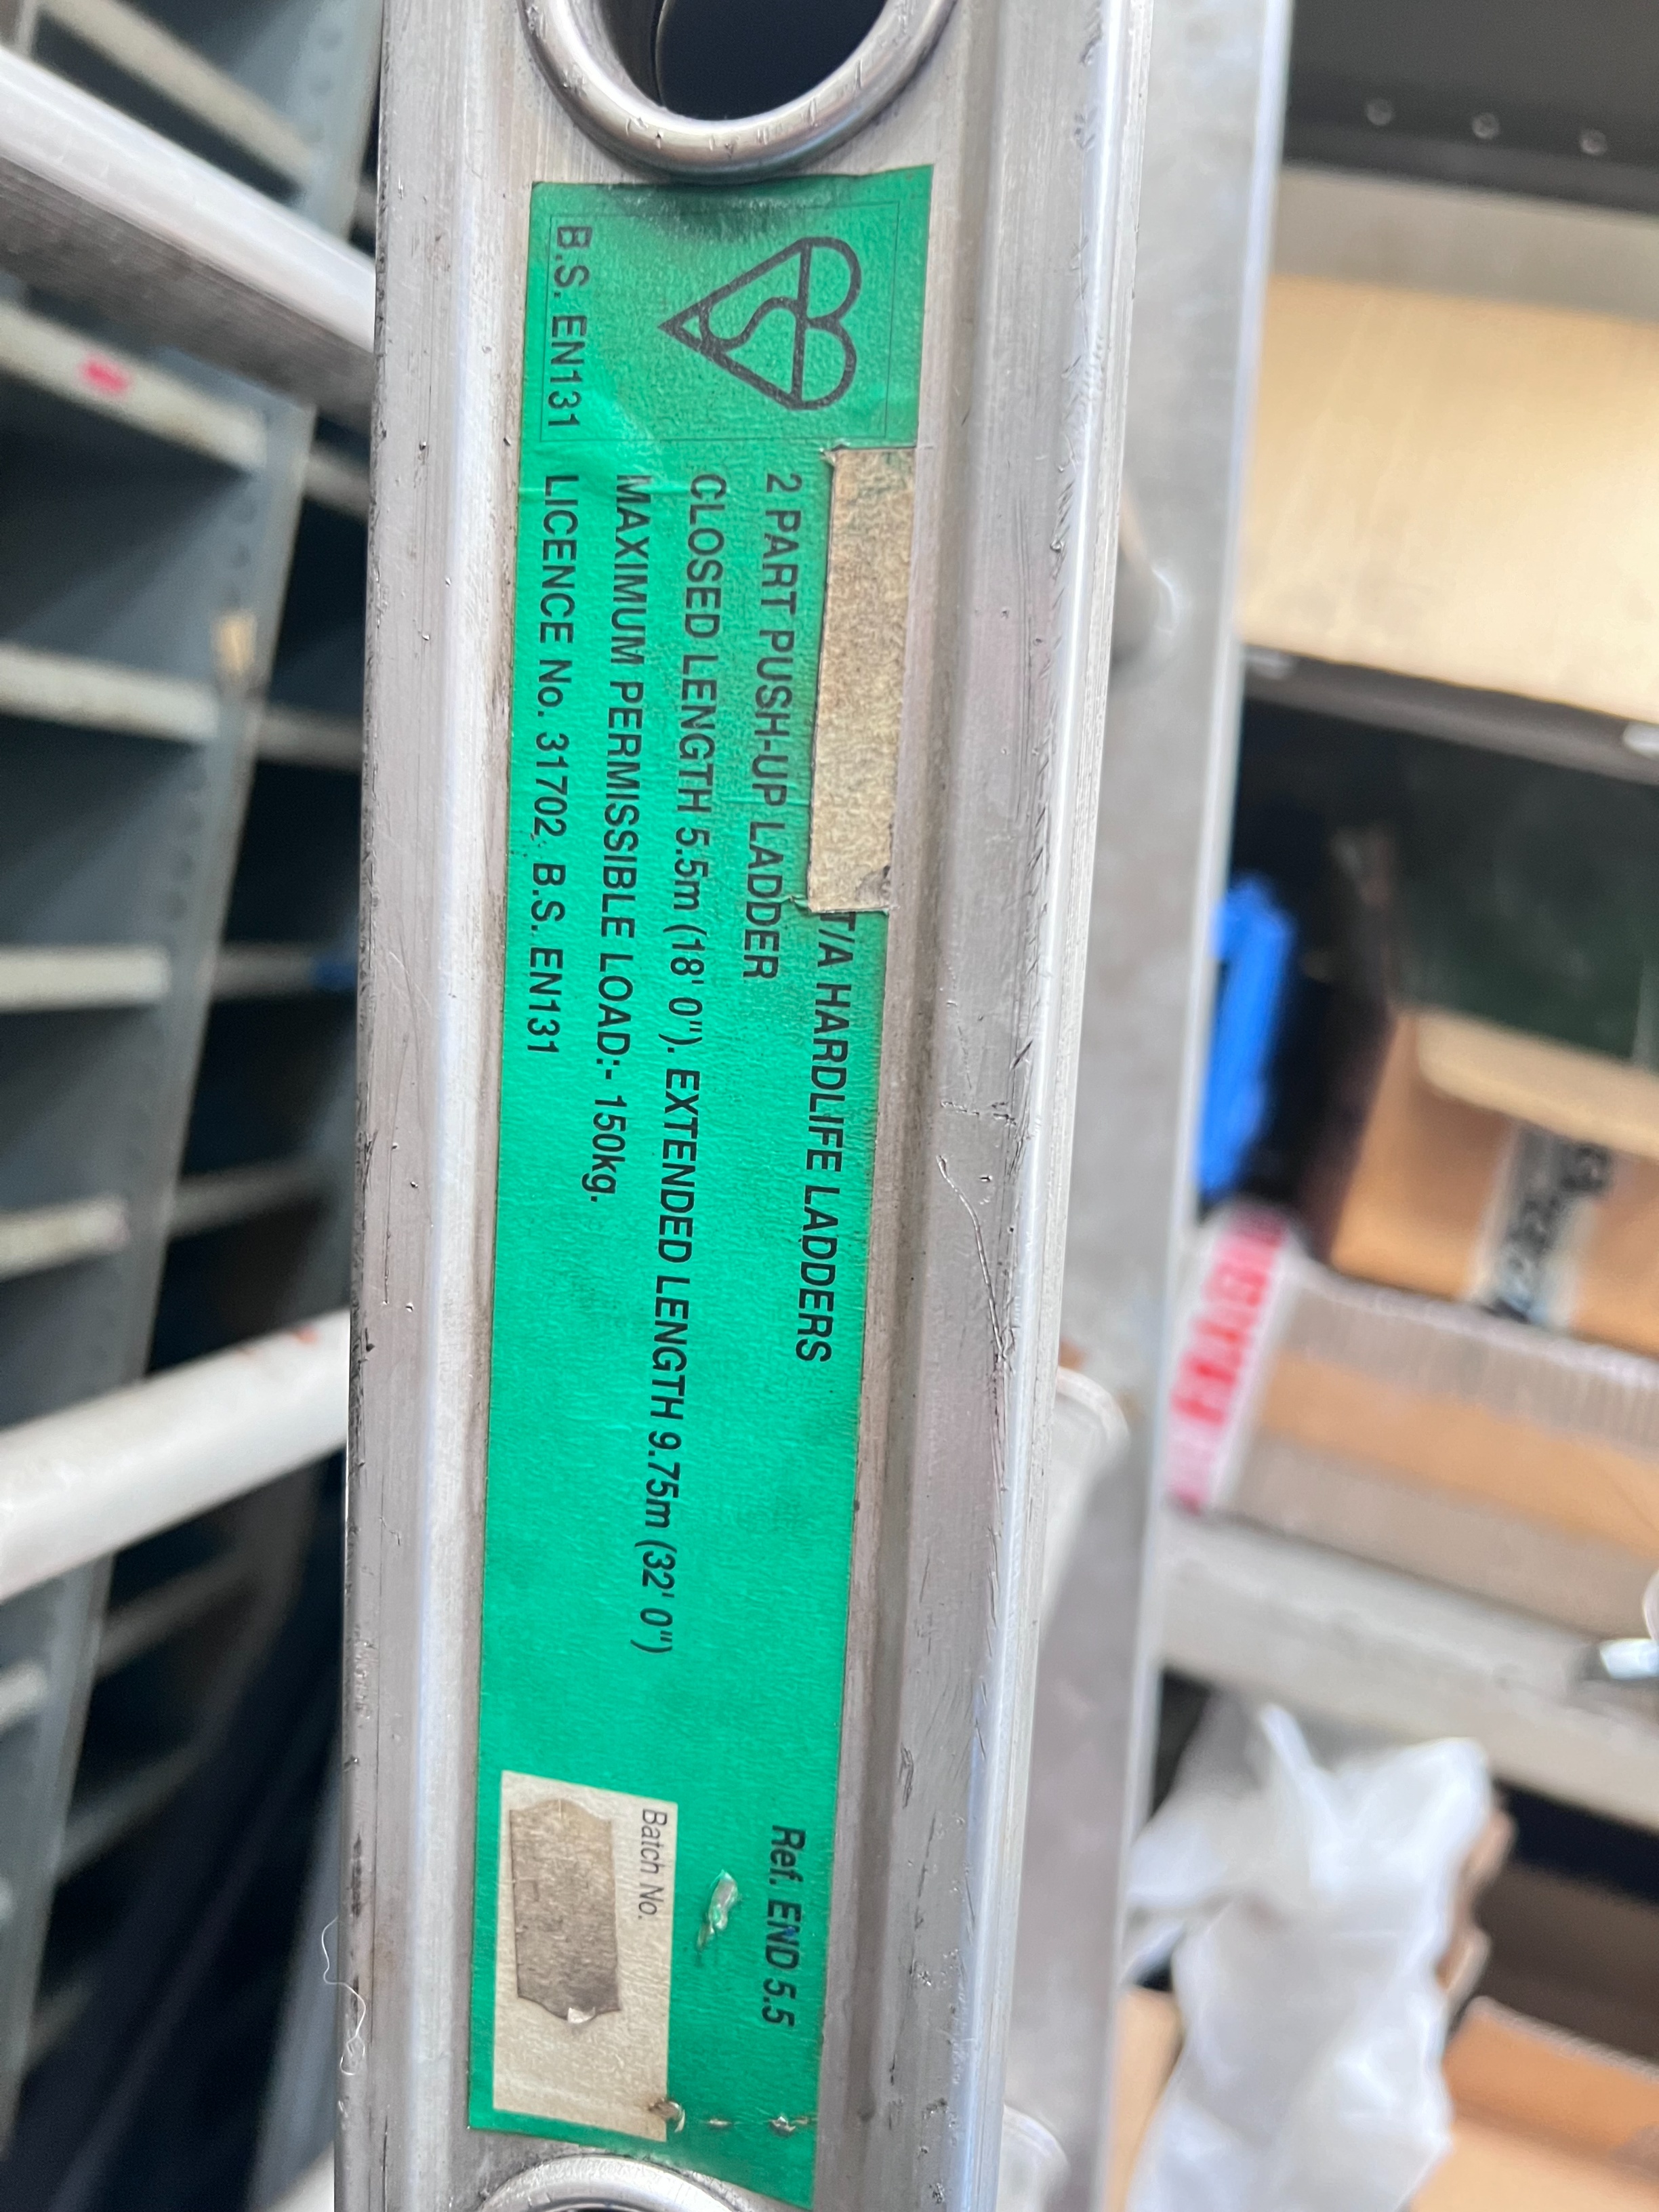 B.S. EN131
T/A HARDLIFE LADDERS
2 PART PUSH-UP LADDER
CLOSED LENGTH 5.5m (18' 0"). EXTENDED LENGTH 9.75m (32' 0")
MAXIMUM PERMISSIBLE LOAD:- 150kg.
LICENCE No. 31702, B.S. EN131
Ref. END 5.5
Batch No.